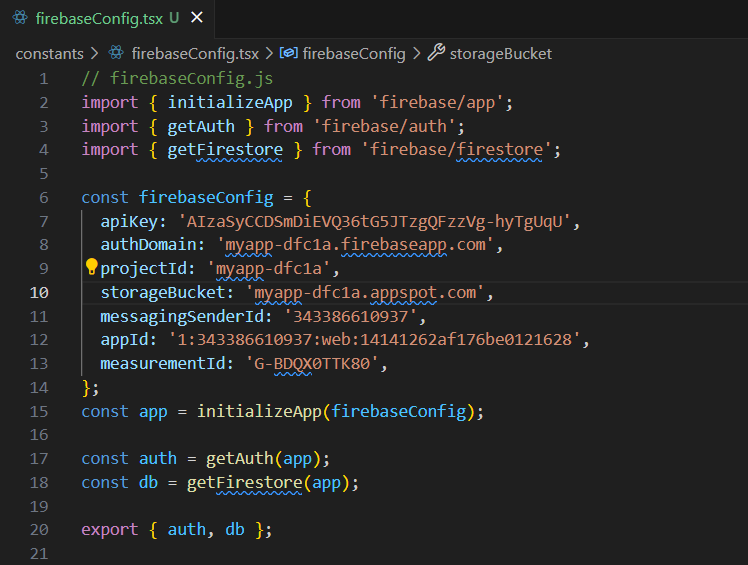 firebaseConfig.tsx U ×
constants > firebaseConfig.tsx > firebaseConfig > storageBucket
1 // firebaseConfig.js
2 import { initializeApp } from 'firebase/app';
3 import { getAuth } from 'firebase/auth';
4 import { getFirestore } from 'firebase/firestore';
5
6 const firebaseConfig = {
7 apiKey: 'AIzaSyCCDSmDiEVQ36tG5JTzgQFzzVg-hyTgUqU',
8 authDomain: 'myapp-dfc1a.firebaseapp.com',
9 projectId: 'myapp-dfc1a',
10 storageBucket: 'myapp-dfc1a.appspot.com',
11 messagingSenderId: '343386610937',
12 appId: '1:343386610937:web:14141262af176be0121628',
13 measurementId: 'G-BDQX0TTK80',
14 };
15 const app = initializeApp(firebaseConfig);
16
17 const auth = getAuth(app);
18 const db = getFirestore(app);
19
20 export { auth, db };
21